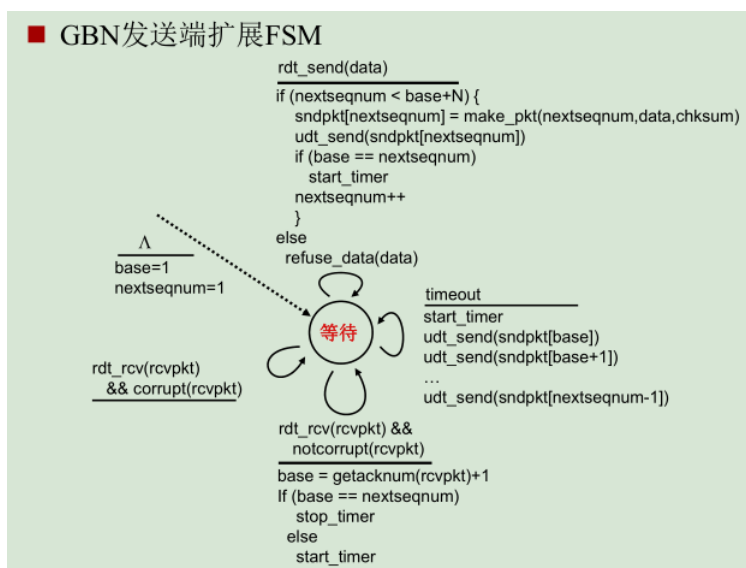 GBN发送端扩展FSM
rdt_send(data)
if (nextseqnum < base+N) {
sndpkt[nextseqnum] = make_pkt(nextseqnum,data,chksum)
udt_send(sndpkt[nextseqnum])
if (base == nextseqnum)
start_timer
nextseqnum++
}
else
refuse_data(data)
Λ
base=1
nextseqnum=1
等待
timeout
start_timer
udt_send(sndpkt[base])
udt_send(sndpkt[base+1])
…
udt_send(sndpkt[nextseqnum-1])
rdt_rcv(rcvpkt)
&& corrupt(rcvpkt)
rdt_rcv(rcvpkt) &&
notcorrupt(rcvpkt)
base = getacknum(rcvpkt)+1
If (base == nextseqnum)
stop_timer
else
start_timer